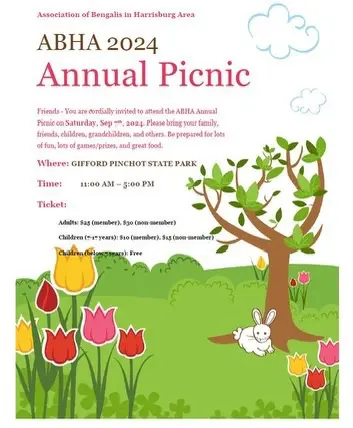 Association of Bengalis in Harrisburg Area
ABHA 2024
Annual Picnic
Friends - You are cordially invited to attend the ABHA Annual
Picnic on Saturday, Sep 7th, 2024. Please bring your family,
friends, children, grandchildren, and others. Be prepared for lots
of fun, lots of games/prizes, and great food.
Where: GIFFORD PINCHOT STATE PARK
Time: 11:00 AM – 5:00 PM
Ticket:
Adults: $25 (member), $30 (non-member)
Children (7-17 years): $10 (member), $15 (non-member)
Children (below 7 years): Free